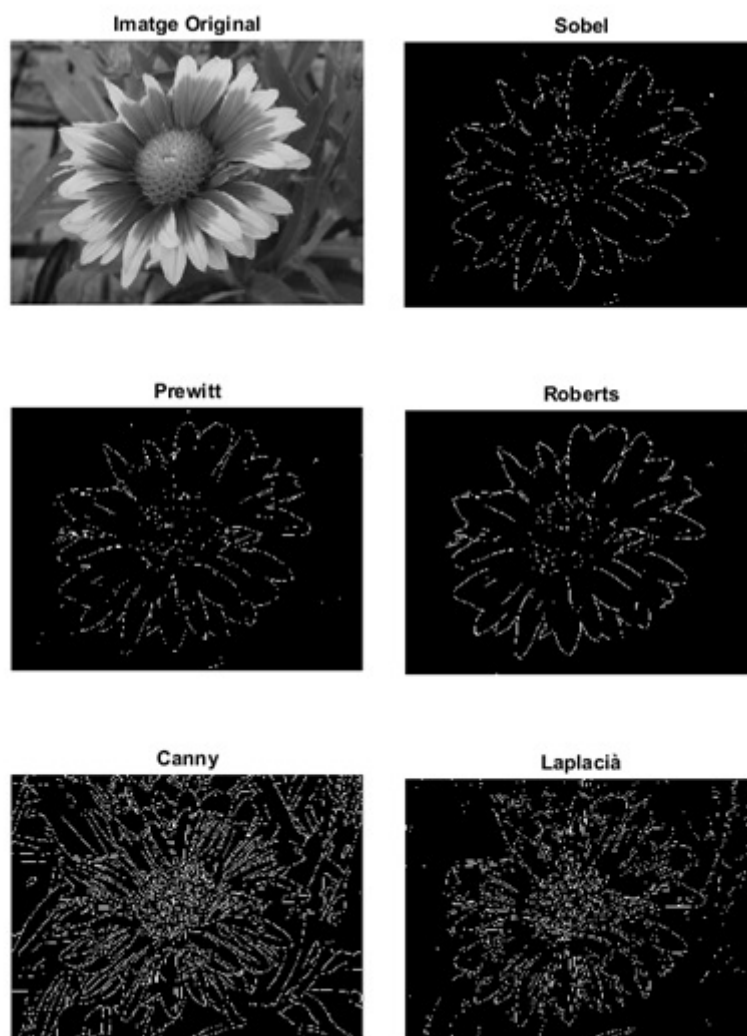 Imatge Original
Sobel
Prewitt
Roberts
Canny
Laplacià